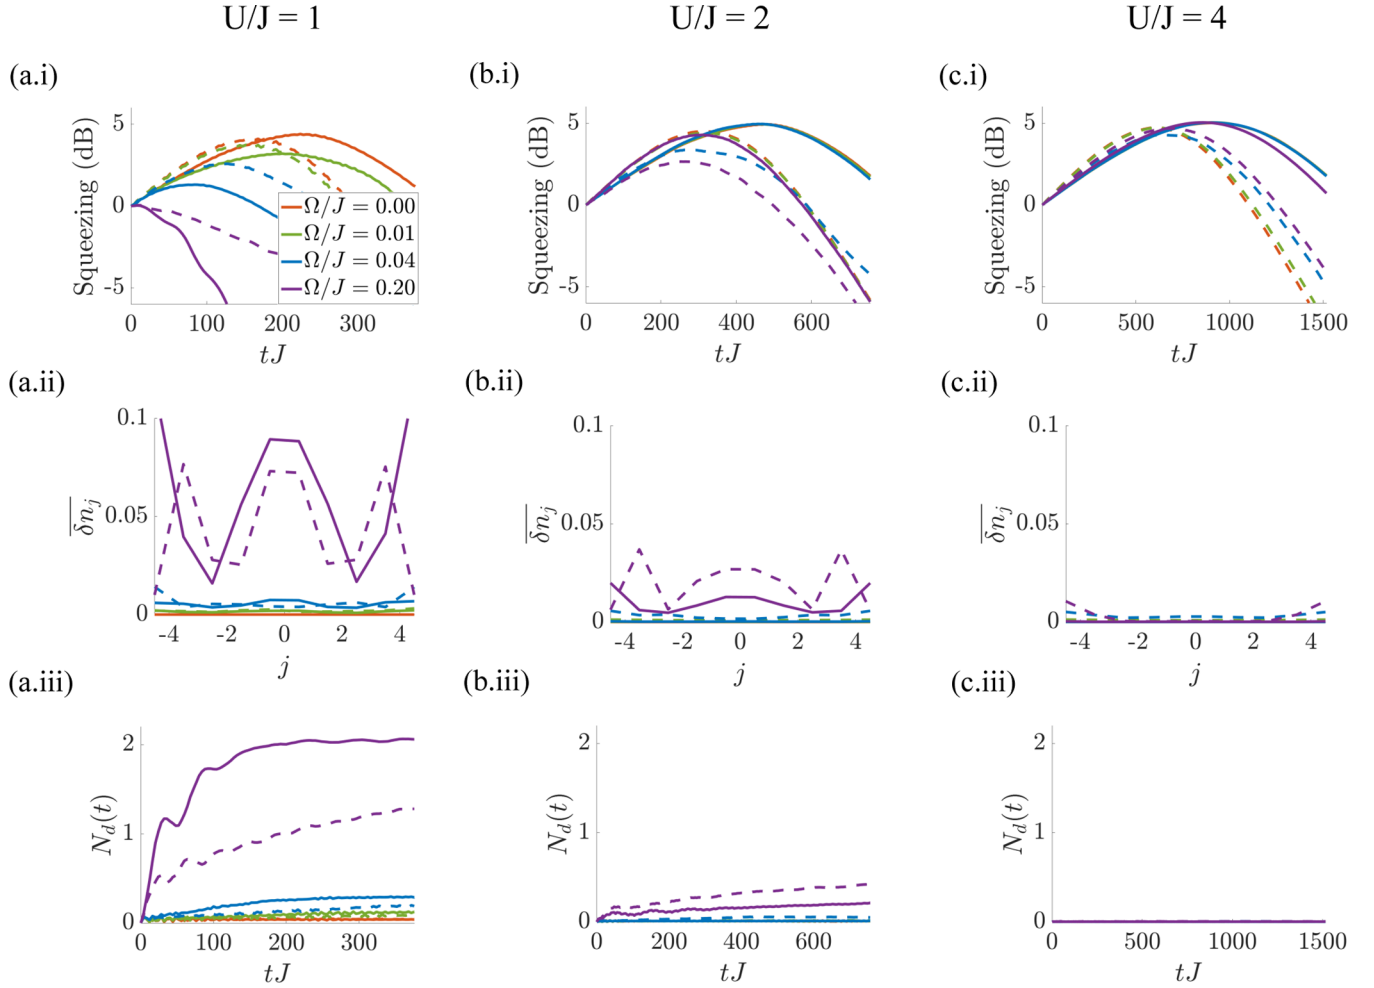 U/J = 1
U/J = 2
U/J = 4
(a.i)
(b.i)
(c.i)
Squeezing (dB)
5
0
-5
0
100
200
300
tJ
Ω/J = 0.00
Ω/J = 0.01
Ω/J = 0.04
Ω/J = 0.20
Squeezing (dB)
5
0
-5
0
200
400
600
tJ
Squeezing (dB)
5
0
-5
0
500
1000
1500
tJ
(a.ii)
(b.ii)
(c.ii)
δn_j
0.1
0.05
0
-4
-2
0
2
4
j
δn_j
0.1
0.05
0
-4
-2
0
2
4
j
δn_j
0.1
0.05
0
-4
-2
0
2
4
j
(a.iii)
(b.iii)
(c.iii)
N_d(t)
2
1
0
0
100
200
300
tJ
N_d(t)
2
1
0
0
200
400
600
tJ
N_d(t)
2
1
0
0
500
1000
1500
tJ